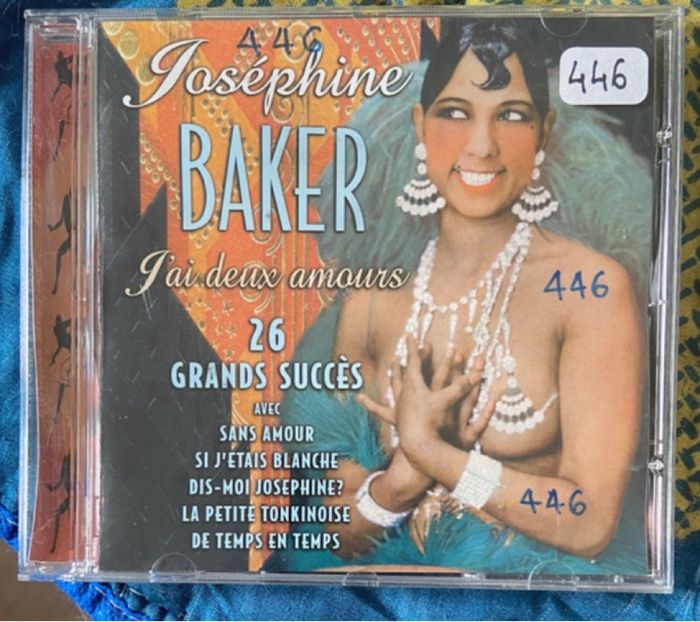 446
446
Joséphine
BAKER
J'ai deux amours
446
26
GRANDS SUCCÈS
AVEC
SANS AMOUR
SI J'ETAIS BLANCHE
DIS-MOI JOSEPHINE?
LA PETITE TONKINOISE
DE TEMPS EN TEMPS
446